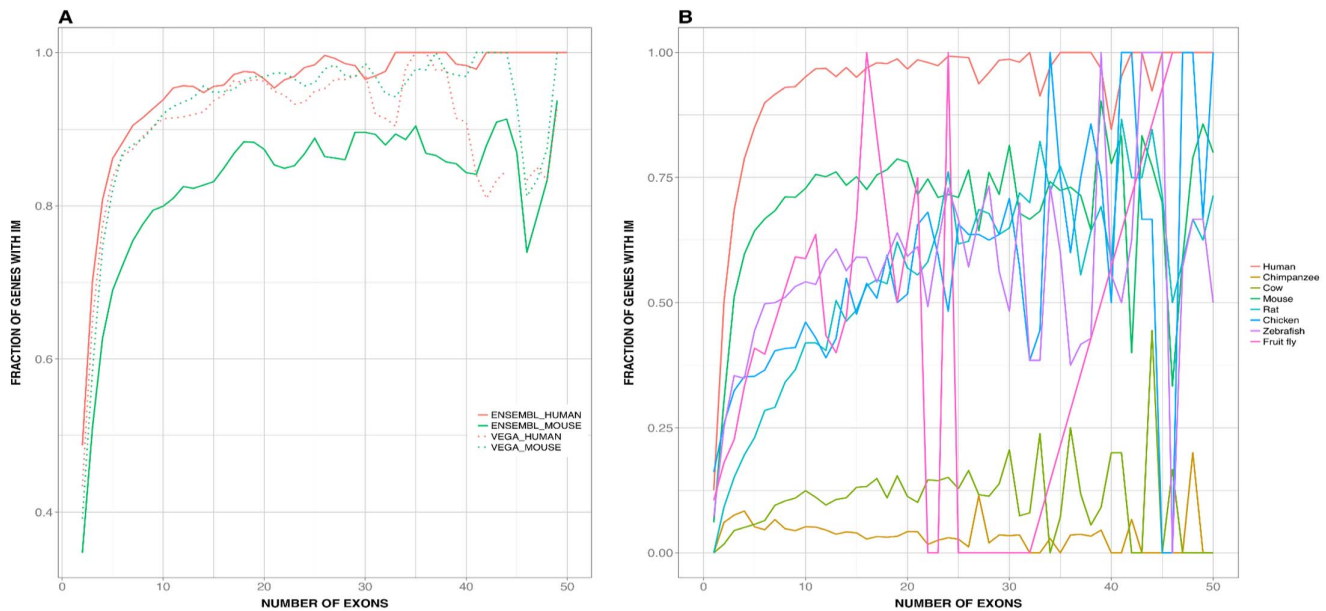 A
FRACTION OF GENES WITH IM
1.0
0.8
0.6
0.4
0
10
20
30
40
50
NUMBER OF EXONS
ENSEMBL_HUMAN
ENSEMBL_MOUSE
VEGA_HUMAN
VEGA_MOUSE
B
FRACTION OF GENES WITH IM
1.00
0.75
0.50
0.25
0.00
0
10
20
30
40
50
NUMBER OF EXONS
Human
Chimpanzee
Cow
Mouse
Rat
Chicken
Zebrafish
Fruit fly